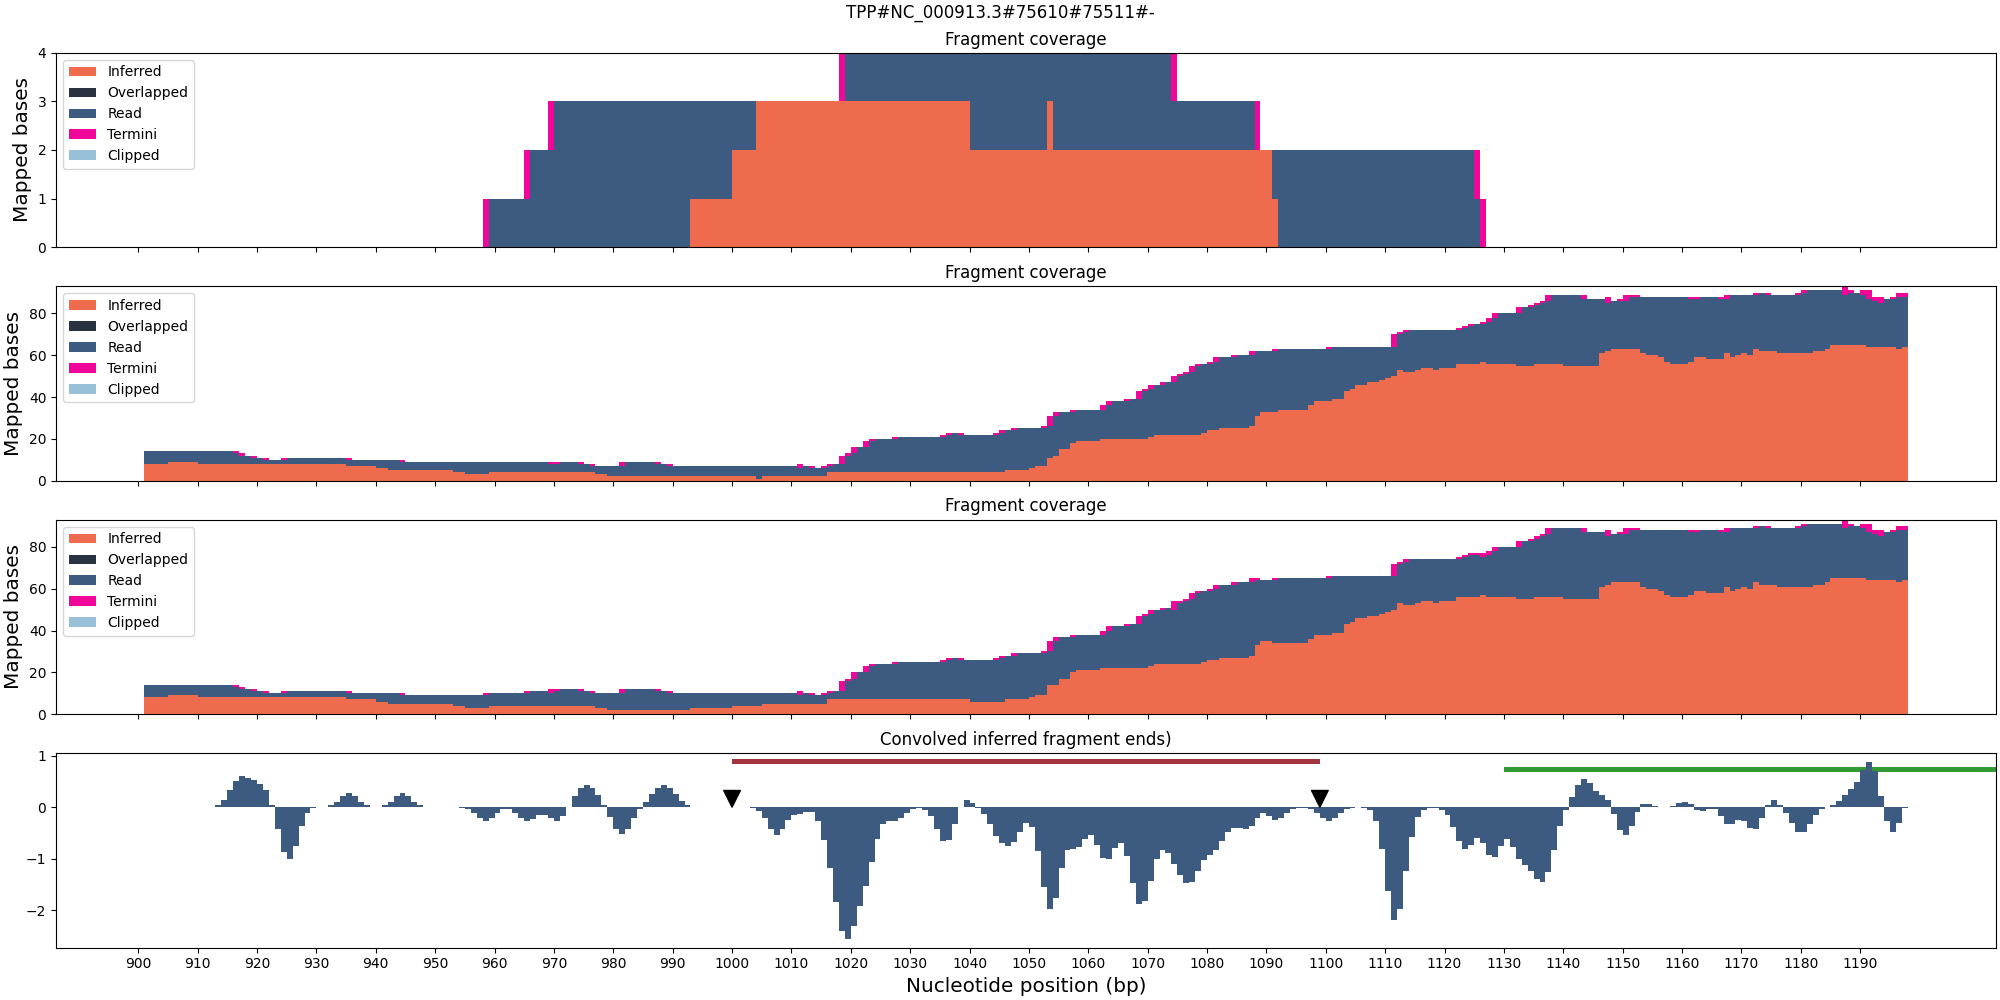 TPP#NC_000913.3#75610#75511#-
Fragment coverage
Mapped bases
4
3
2
1
0
Inferred
Overlapped
Read
Termini
Clipped
Fragment coverage
Mapped bases
80
60
40
20
0
Inferred
Overlapped
Read
Termini
Clipped
Fragment coverage
Mapped bases
80
60
40
20
0
Inferred
Overlapped
Read
Termini
Clipped
Convolved inferred fragment ends)
1
0
−1
−2
900 910 920 930 940 950 960 970 980 990 1000 1010 1020 1030 1040 1050 1060 1070 1080 1090 1100 1110 1120 1130 1140 1150 1160 1170 1180 1190
Nucleotide position (bp)